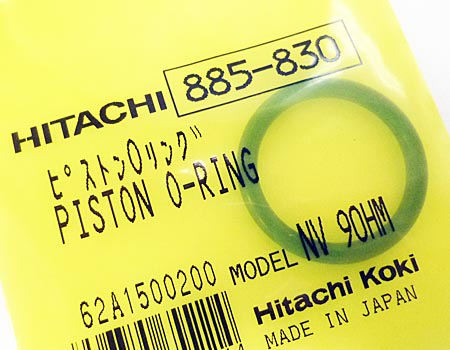 HITACHI 885-830
ピストンOリング
PISTON O-RING
62A1500200 MODEL NV 90HM
Hitachi Koki
MADE IN JAPAN